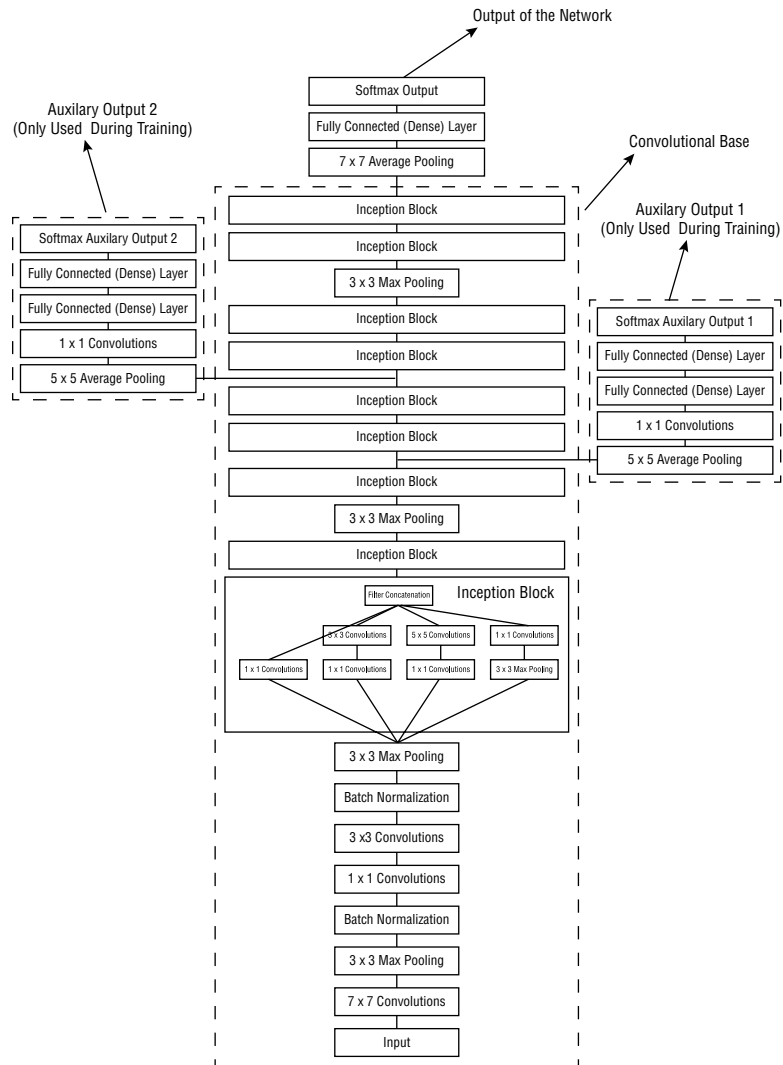 Output of the Network
Softmax Output
Auxilary Output 2
(Only Used During Training)
Fully Connected (Dense) Layer
Convolutional Base
7 x 7 Average Pooling
Inception Block
Auxilary Output 1
(Only Used During Training)
Softmax Auxilary Output 2
Inception Block
Fully Connected (Dense) Layer
3 x 3 Max Pooling
Fully Connected (Dense) Layer
Inception Block
Softmax Auxilary Output 1
1 x 1 Convolutions
Inception Block
Fully Connected (Dense) Layer
5 x 5 Average Pooling
Fully Connected (Dense) Layer
Inception Block
1 x 1 Convolutions
Inception Block
5 x 5 Average Pooling
Inception Block
3 x 3 Max Pooling
Inception Block
Inception Block
Filter Concatenation
3 x 3 Convolutions
5 x 5 Convolutions
1 x 1 Convolutions
1 x 1 Convolutions
1 x 1 Convolutions
1 x 1 Convolutions
3 x 3 Max Pooling
3 x 3 Max Pooling
Batch Normalization
3 x3 Convolutions
1 x 1 Convolutions
Batch Normalization
3 x 3 Max Pooling
7 x 7 Convolutions
Input